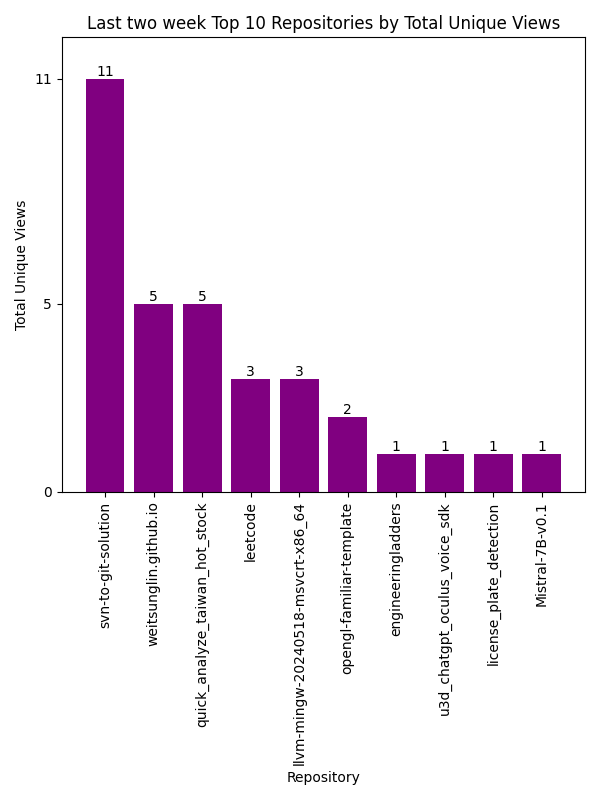 Last two week Top 10 Repositories by Total Unique Views
Total Unique Views
11
5
0
11
5
5
3
3
2
1
1
1
1
svn-to-git-solution
weitsunglin.github.io
quick_analyze_taiwan_hot_stock
leetcode
llvm-mingw-20240518-msvcrt-x86_64
opengl-familiar-template
engineeringladders
u3d_chatgpt_oculus_voice_sdk
license_plate_detection
Mistral-7B-v0.1
Repository